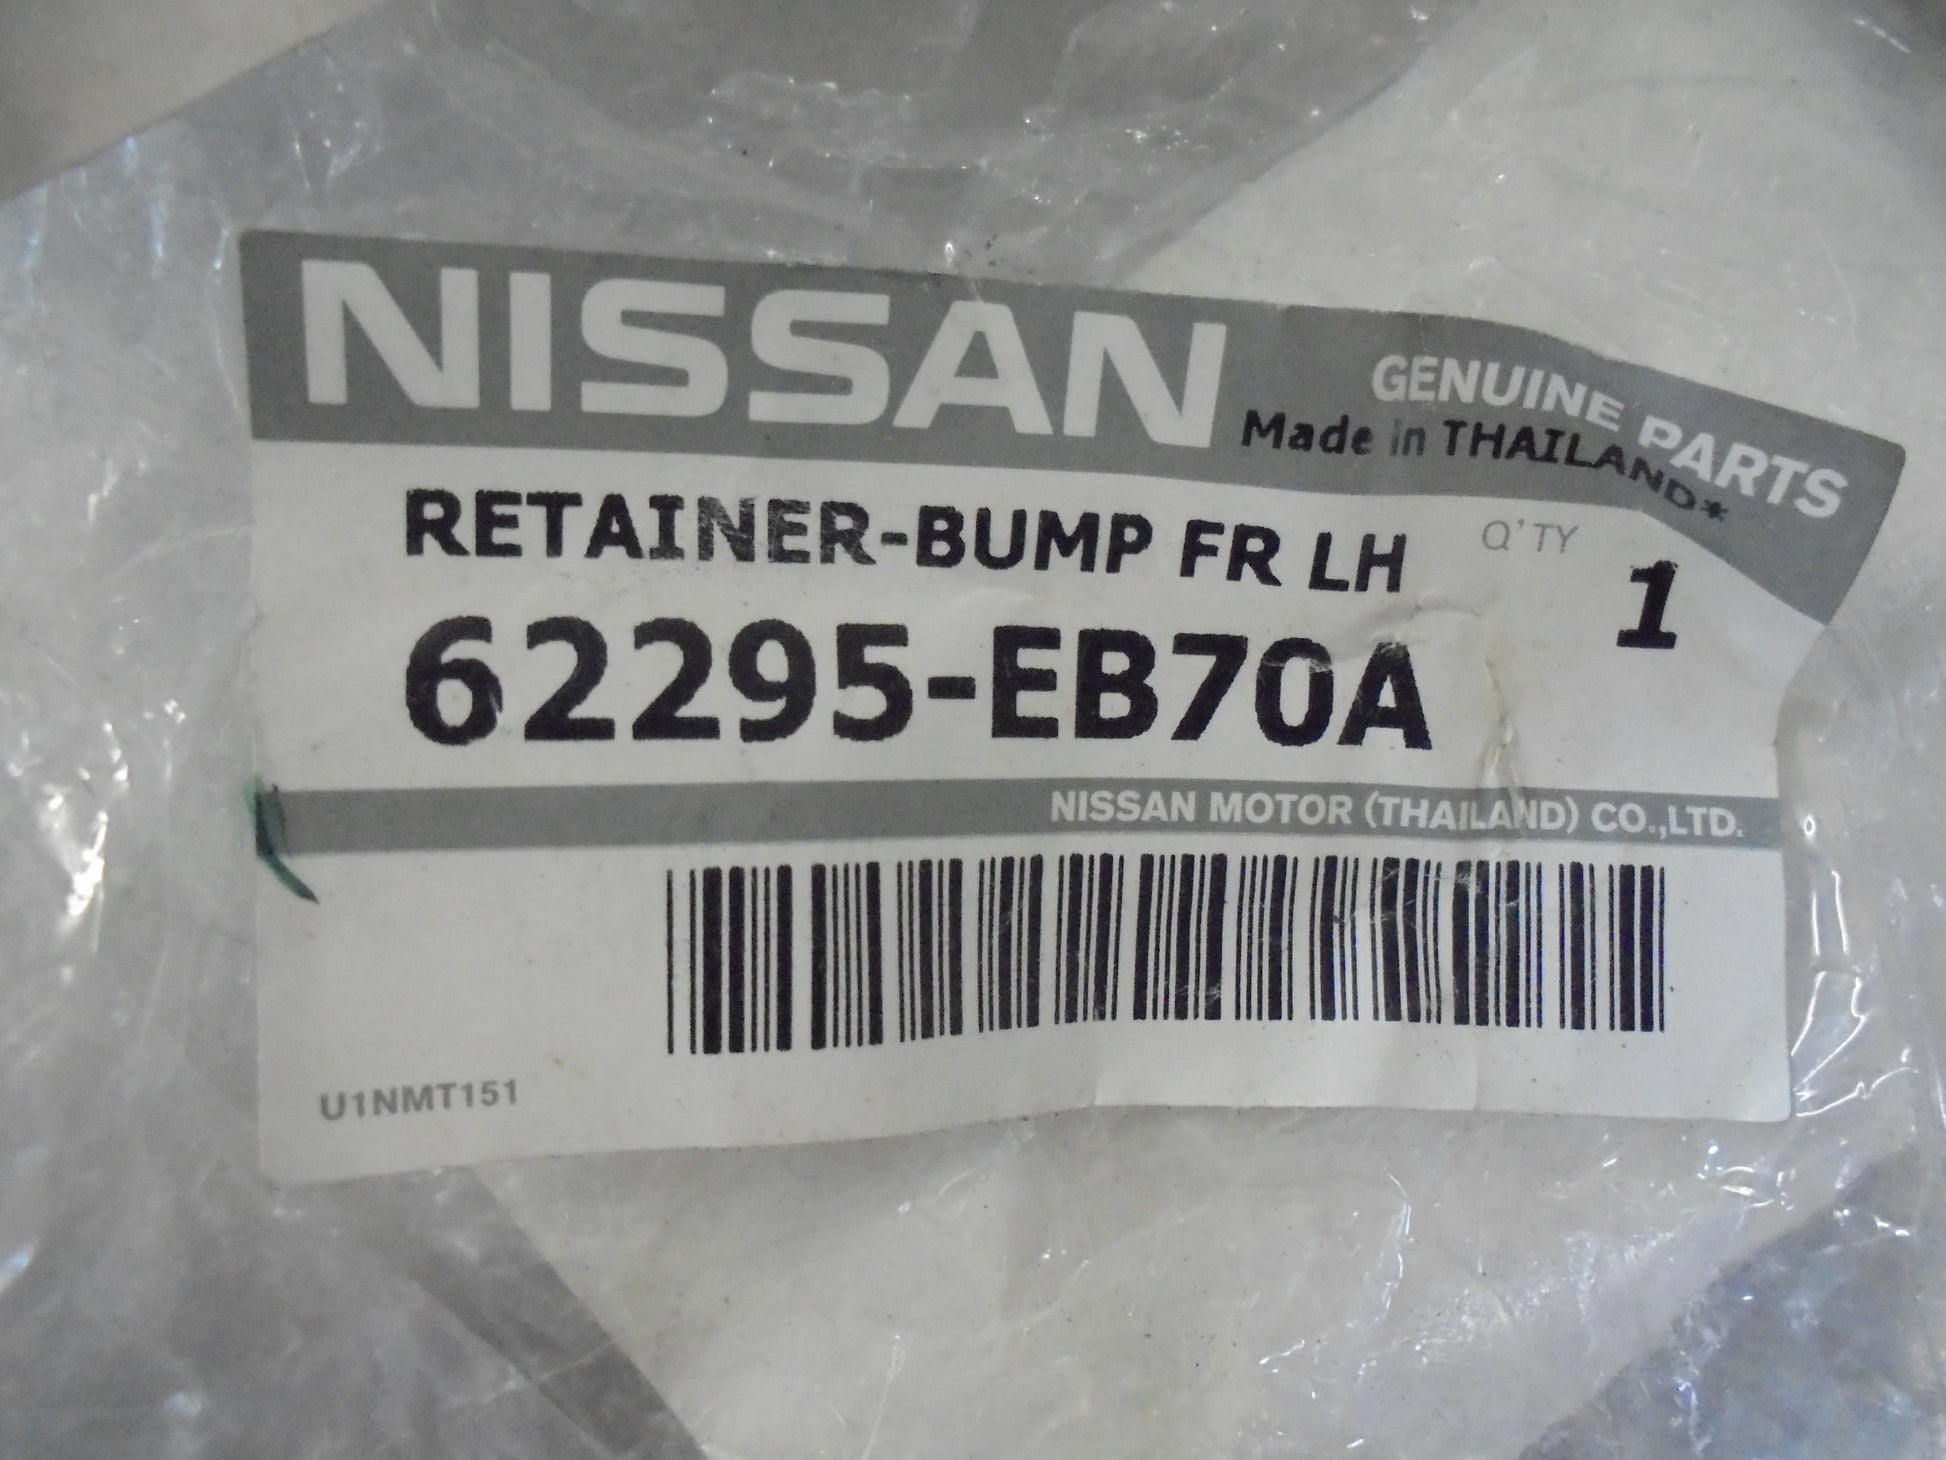 NISSAN
GENUINE PARTS
Made in THAILAND*
RETAINER-BUMP FR LH
Q'TY 1
62295-EB70A
NISSAN MOTOR (THAILAND) CO.,LTD.
U1NMT151